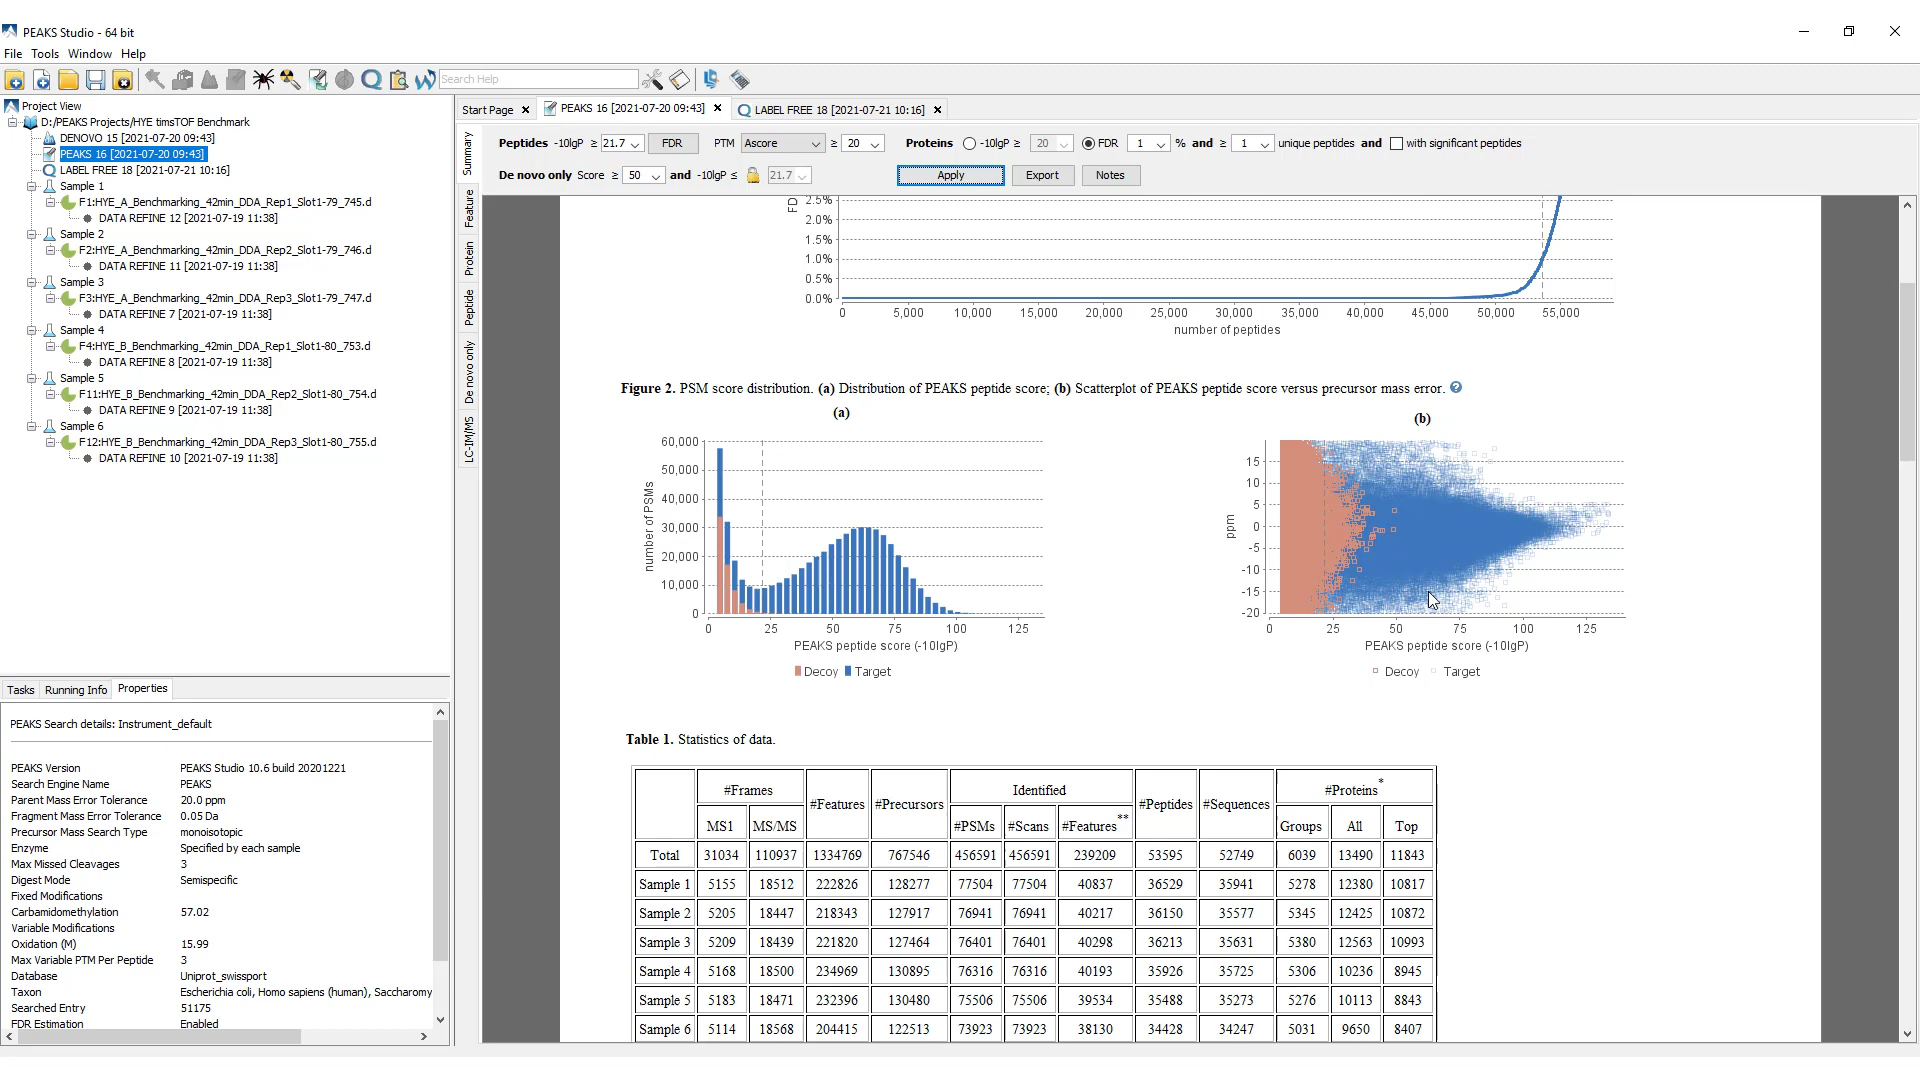 PEAKS Studio - 64 bit
File Tools Window Help
Search Help
Project View
D:/PEAKS Projects/HYE timsTOF Benchmark
DENOVO 15 [2021-07-20 09:43]
PEAKS 16 [2021-07-20 09:43]
LABEL FREE 18 [2021-07-21 10:16]
Sample 1
F1:HYE_A_Benchmarking_42min_DDA_Rep1_Slot1-79_745.d
DATA REFINE 12 [2021-07-19 11:38]
Sample 2
F2:HYE_A_Benchmarking_42min_DDA_Rep2_Slot1-79_746.d
DATA REFINE 11 [2021-07-19 11:38]
Sample 3
F3:HYE_A_Benchmarking_42min_DDA_Rep3_Slot1-79_747.d
DATA REFINE 7 [2021-07-19 11:38]
Sample 4
F4:HYE_B_Benchmarking_42min_DDA_Rep1_Slot1-80_753.d
DATA REFINE 8 [2021-07-19 11:38]
Sample 5
F11:HYE_B_Benchmarking_42min_DDA_Rep2_Slot1-80_754.d
DATA REFINE 9 [2021-07-19 11:38]
Sample 6
F12:HYE_B_Benchmarking_42min_DDA_Rep3_Slot1-80_755.d
DATA REFINE 10 [2021-07-19 11:38]
Tasks Running Info Properties
PEAKS Search details: Instrument_default
PEAKS Version PEAKS Studio 10.6 build 20201221
Search Engine Name PEAKS
Parent Mass Error Tolerance 20.0 ppm
Fragment Mass Error Tolerance 0.05 Da
Precursor Mass Search Type monoisotopic
Enzyme Specified by each sample
Max Missed Cleavages 3
Digest Mode Semispecific
Fixed Modifications
Carbamidomethylation 57.02
Variable Modifications
Oxidation (M) 15.99
Max Variable PTM Per Peptide 3
Database Uniprot_swissport
Taxon Escherichia coli, Homo sapiens (human), Saccharomy
Searched Entry 51175
FDR Estimation Enabled
Start Page PEAKS 16 [2021-07-20 09:43] LABEL FREE 18 [2021-07-21 10:16]
Summary
Feature
Protein
Peptide
De novo only
LC-IM/MS
Peptides -10lgP ≥ 21.7 FDR PTM Ascore ≥ 20 Proteins -10lgP ≥ 20 FDR 1 % and ≥ 1 unique peptides and with significant peptides
De novo only Score ≥ 50 and -10lgP ≤ 21.7 Apply Export Notes
FD
2.5%
2.0%
1.5%
1.0%
0.5%
0.0%
0 5,000 10,000 15,000 20,000 25,000 30,000 35,000 40,000 45,000 50,000 55,000
number of peptides
Figure 2. PSM score distribution. (a) Distribution of PEAKS peptide score; (b) Scatterplot of PEAKS peptide score versus precursor mass error. ?
(a)
60,000
50,000
40,000
30,000
20,000
10,000
0
number of PSMs
0 25 50 75 100 125
PEAKS peptide score (-10lgP)
Decoy Target
(b)
15
10
5
0
-5
-10
-15
-20
ppm
0 25 50 75 100 125
PEAKS peptide score (-10lgP)
Decoy Target
Table 1. Statistics of data.
#Frames #Features #Precursors Identified #Peptides #Sequences #Proteins*
MS1 MS/MS #PSMs #Scans #Features** Groups All Top
Total 31034 110937 1334769 767546 456591 456591 239209 53595 52749 6039 13490 11843
Sample 1 5155 18512 222826 128277 77504 77504 40837 36529 35941 5278 12380 10817
Sample 2 5205 18447 218343 127917 76941 76941 40217 36150 35577 5345 12425 10872
Sample 3 5209 18439 221820 127464 76401 76401 40298 36213 35631 5380 12563 10993
Sample 4 5168 18500 234969 130895 76316 76316 40193 35926 35725 5306 10236 8945
Sample 5 5183 18471 232396 130480 75506 75506 39534 35488 35273 5276 10113 8843
Sample 6 5114 18568 204415 122513 73923 73923 38130 34428 34247 5031 9650 8407